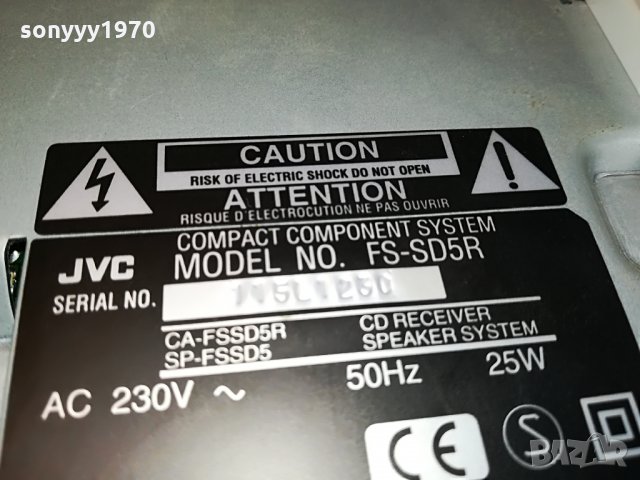 sonyyy1970
CAUTION
RISK OF ELECTRIC SHOCK DO NOT OPEN
ATTENTION
RISQUE D'ELECTROCUTION NE PAS OUVRIR
JVC
COMPACT COMPONENT SYSTEM
MODEL NO. FS-SD5R
SERIAL NO.
CA-FSSD5R CD RECEIVER
SP-FSSD5 SPEAKER SYSTEM
AC 230V ~ 50Hz 25W
CE S
BAZAR